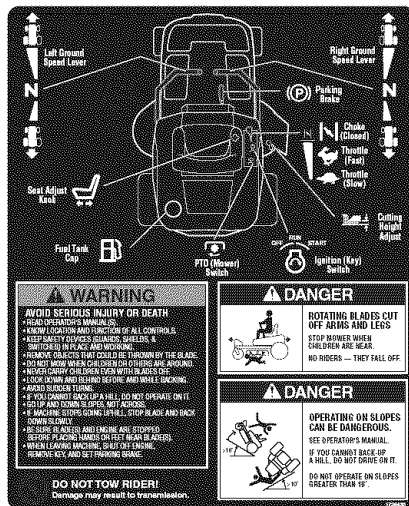 Left Ground
Speed Lever
Right Ground
Speed Lever
N
N
P
Parking
Brake
Choke
(Closed)
N
Throttle
(Fast)
Throttle
(Slow)
Seat Adjust
Knob
Cutting
Height
Adjust
Fuel Tank
Cap
PTO (Mower)
Switch
OFF RUN START
Ignition (Key)
Switch
WARNING
AVOID SERIOUS INJURY OR DEATH
• READ OPERATOR'S MANUAL(S).
• KNOW LOCATION AND FUNCTION OF ALL CONTROLS.
• KEEP SAFETY DEVICES (GUARDS, SHIELDS, &
SWITCHES) IN PLACE AND WORKING.
• REMOVE OBJECTS THAT COULD BE THROWN BY THE BLADE.
• DO NOT MOW WHEN CHILDREN OR OTHERS ARE AROUND.
• NEVER CARRY CHILDREN EVEN WITH BLADES OFF.
• LOOK DOWN AND BEHIND BEFORE AND WHILE BACKING.
• AVOID SUDDEN TURNS.
• IF YOU CANNOT BACK UP A HILL, DO NOT OPERATE ON IT.
• GO UP AND DOWN SLOPES, NOT ACROSS.
• IF MACHINE STOPS GOING UPHILL, STOP BLADE AND BACK
DOWN SLOWLY.
• BE SURE BLADE(S) AND ENGINE ARE STOPPED
BEFORE PLACING HANDS OR FEET NEAR BLADE(S).
• WHEN LEAVING MACHINE, SHUT OFF ENGINE,
REMOVE KEY, AND SET PARKING BRAKE.
DO NOT TOW RIDER!
Damage may result to transmission.
DANGER
ROTATING BLADES CUT
OFF ARMS AND LEGS
STOP MOWER WHEN
CHILDREN ARE NEAR.
NO RIDERS — THEY FALL OFF.
DANGER
OPERATING ON SLOPES
CAN BE DANGEROUS.
SEE OPERATOR'S MANUAL.
IF YOU CANNOT BACK-UP
A HILL, DO NOT DRIVE ON IT.
DO NOT OPERATE ON SLOPES
GREATER THAN 10°.
>10°
>10°